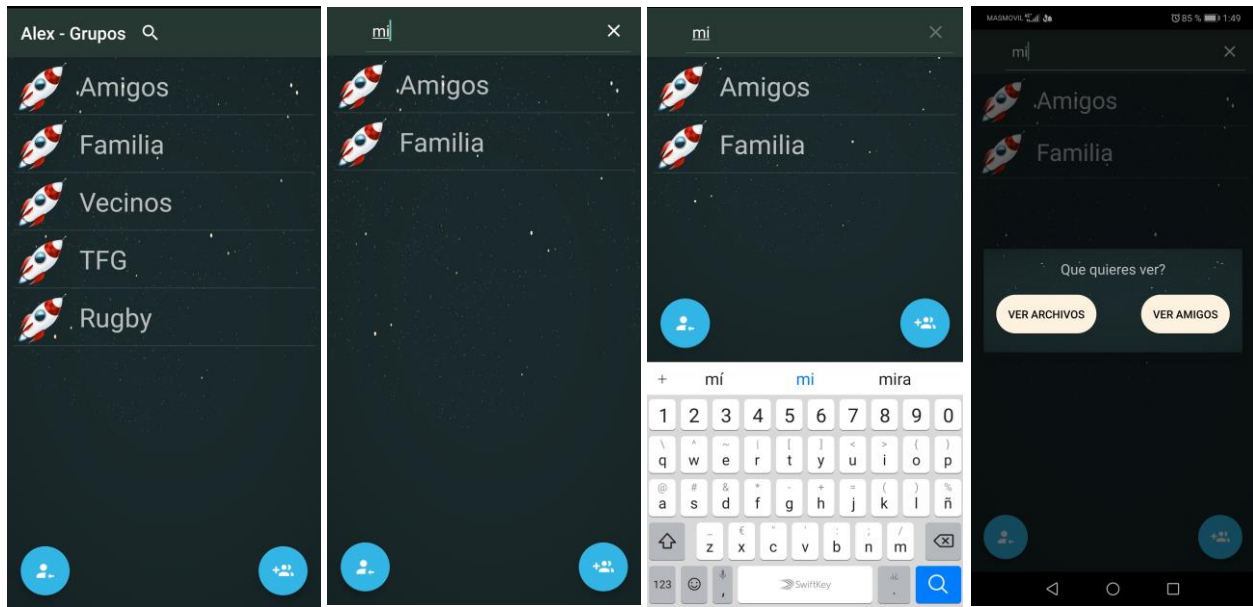 Alex - Grupos
Amigos
Familia
Vecinos
TFG
Rugby
mi
Amigos
Familia
mi
Amigos
Familia
+ mí mi mira
1 2 3 4 5 6 7 8 9 0
\ ^ ~ | [ ] < > { }
q w e r t y u i o p
@ # & * - + = ( ) %
a s d f g h j k l ñ
_ € " ' : ; /
z x c v b n m
123 , SwiftKey .
MASMOVIL 85 % 1:49
mi
Amigos
Familia
Que quieres ver?
VER ARCHIVOS VER AMIGOS